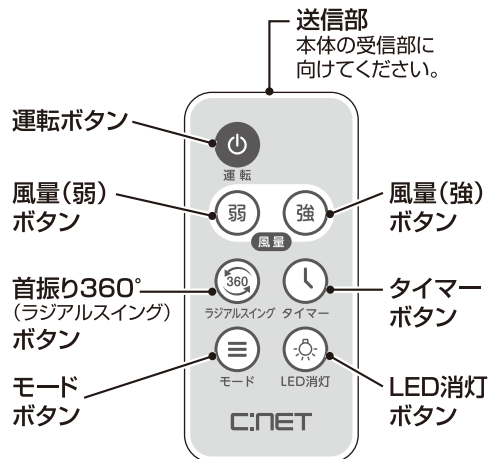 送信部
本体の受信部に
向けてください。
運転ボタン
運転
風量(弱)
ボタン
弱
強
風量
風量(強)
ボタン
首振り360°
(ラジアルスイング)
ボタン
360
ラジアルスイング
タイマー
タイマー
ボタン
モード
ボタン
モード
LED消灯
LED消灯
ボタン
C:NET